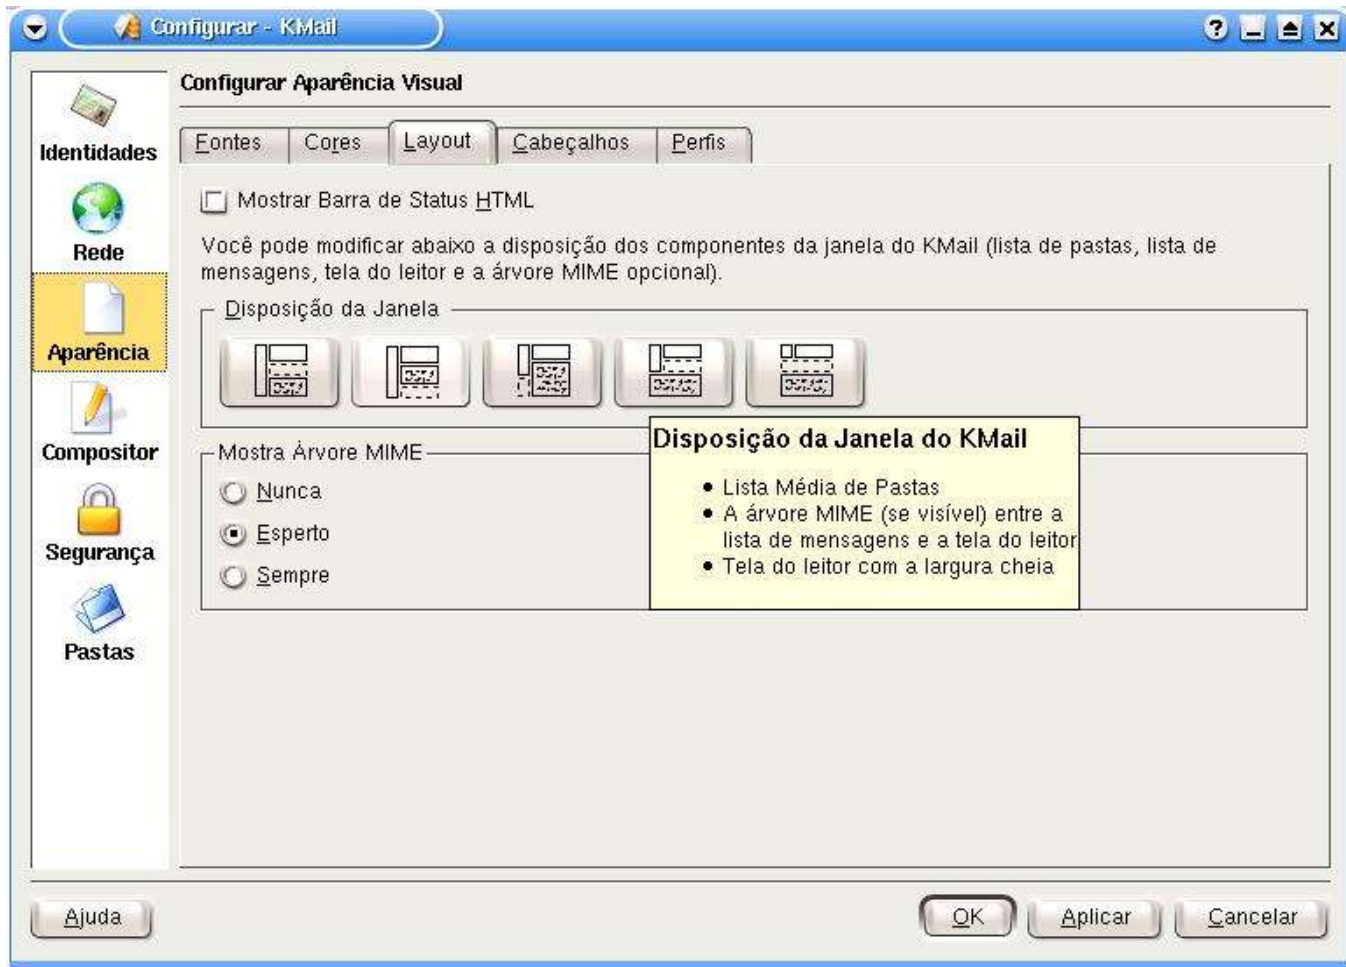 Configurar - KMail
Configurar Aparência Visual
Identidades
Rede
Aparência
Compositor
Segurança
Pastas
Fontes
Cores
Layout
Cabeçalhos
Perfis
Mostrar Barra de Status HTML
Você pode modificar abaixo a disposição dos componentes da janela do KMail (lista de pastas, lista de
mensagens, tela do leitor e a árvore MIME opcional).
Disposição da Janela
Disposição da Janela do KMail
• Lista Média de Pastas
• A árvore MIME (se visível) entre a
lista de mensagens e a tela do leitor
• Tela do leitor com a largura cheia
Mostra Árvore MIME
Nunca
Esperto
Sempre
Ajuda
OK
Aplicar
Cancelar